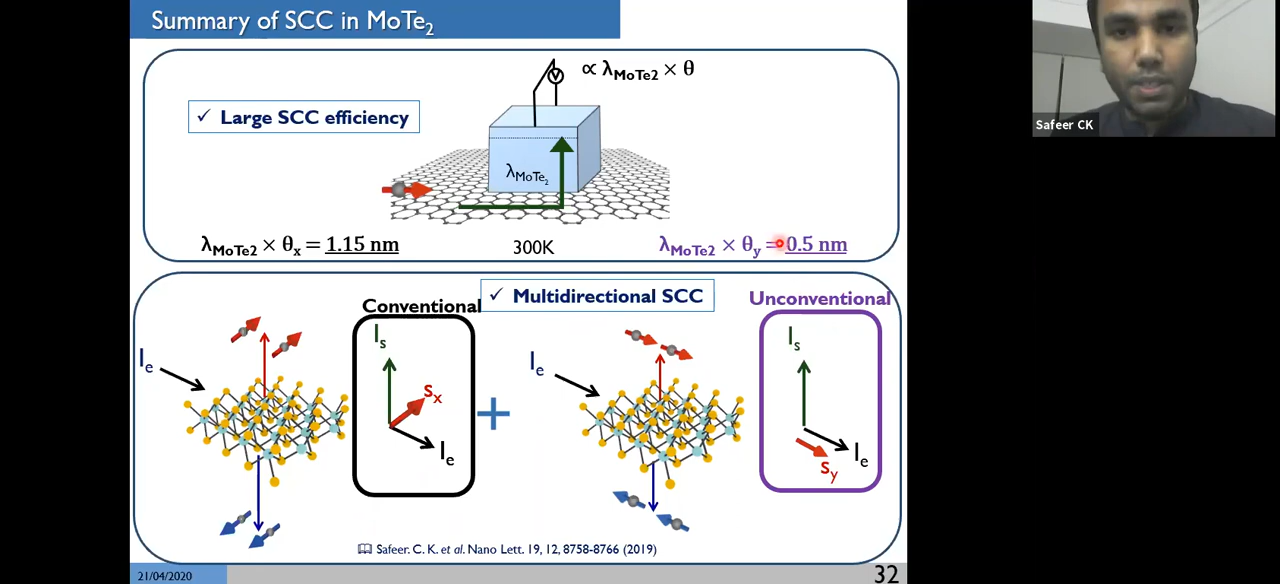 Summary of SCC in MoTe₂
∝ λMoTe2 × θ
✓ Large SCC efficiency
V
λMoTe₂
λMoTe2 × θx = 1.15 nm
300K
λMoTe2 × θy = 0.5 nm
✓ Multidirectional SCC
Conventional
Unconventional
Ie
Is
sx
Ie
+
Ie
Is
sy
Ie
Safeer. C. K. et al. Nano Lett. 19, 12, 8758-8766 (2019)
21/04/2020
32
Safeer CK